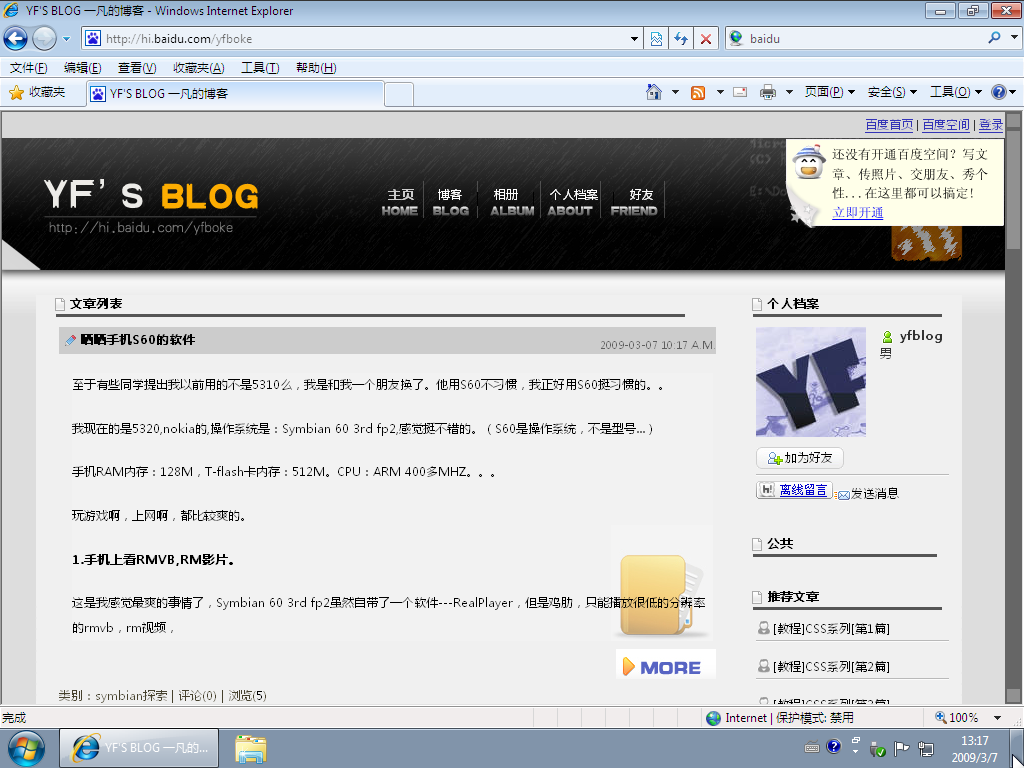 YF'S BLOG 一凡的博客 - Windows Internet Explorer
http://hi.baidu.com/yfboke
baidu
文件(F) 编辑(E) 查看(V) 收藏夹(A) 工具(T) 帮助(H)
收藏夹 YF'S BLOG 一凡的博客 页面(P) 安全(S) 工具(O)
百度首页 | 百度空间 | 登录
还没有开通百度空间？写文
章、传照片、交朋友、秀个
性...在这里都可以搞定！
立即开通
YF'S BLOG
http://hi.baidu.com/yfboke
主页 博客 相册 个人档案 好友
HOME BLOG ALBUM ABOUT FRIEND
文章列表
晒晒手机S60的软件
2009-03-07 10:17 A.M.
至于有些同学提出我以前用的不是5310么，我是和我一个朋友换了。他用S60不习惯，我正好用S60挺习惯的。。
我现在的是5320,nokia的,操作系统是：Symbian 60 3rd fp2,感觉挺不错的。（S60是操作系统，不是型号...）
手机RAM内存：128M，T-flash卡内存：512M。CPU：ARM 400多MHZ。。。
玩游戏啊，上网啊，都比较爽的。
1.手机上看RMVB,RM影片。
这是我感觉最爽的事情了，Symbian 60 3rd fp2虽然自带了一个软件---RealPlayer，但是鸡肋，只能播放很低的分辨率
的rmvb，rm视频，
MORE
类别：symbian探索 | 评论(0) | 浏览(5)
个人档案
YF
yfblog
男
加为好友
hi 离线留言 发送消息
公共
推荐文章
[教程]CSS系列[第1篇]
[教程]CSS系列[第2篇]
完成
Internet | 保护模式: 禁用
100%
YF'S BLOG 一凡的...
13:17
2009/3/7